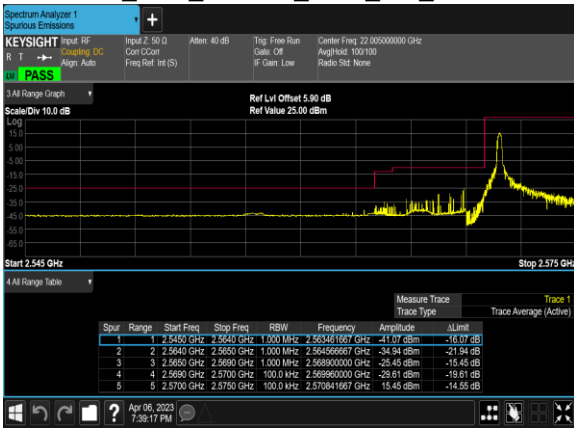 Spectrum Analyzer 1
Spurious Emissions
+
KEYSIGHT Input: RF Input Z: 50 Ω Atten: 40 dB Trig: Free Run Center Freq: 22.005000000 GHz
R T Coupling: DC Corr CCorr Gate: Off Avg|Hold: 100/100
Align: Auto Freq Ref: Int (S) IF Gain: Low Radio Std: None
PASS
3 All Range Graph
Ref Lvl Offset 5.90 dB
Scale/Div 10.0 dB Ref Value 25.00 dBm
Log
15.0
5.00
-5.00
-15.0
-25.0
-35.0
-45.0
-55.0
-65.0
Start 2.545 GHz Stop 2.575 GHz
4 All Range Table
Measure Trace Trace 1
Trace Type Trace Average (Active)
Spur Range Start Freq Stop Freq RBW Frequency Amplitude ΔLimit
1 1 2.5450 GHz 2.5640 GHz 1.000 MHz 2.563461667 GHz -41.07 dBm -16.07 dB
2 2 2.5640 GHz 2.5650 GHz 1.000 MHz 2.564566667 GHz -34.94 dBm -21.94 dB
3 3 2.5650 GHz 2.5690 GHz 1.000 MHz 2.568900000 GHz -25.45 dBm -15.45 dB
4 4 2.5690 GHz 2.5700 GHz 100.0 kHz 2.569960000 GHz -29.61 dBm -19.61 dB
5 5 2.5700 GHz 2.5750 GHz 100.0 kHz 2.570841667 GHz 15.45 dBm -14.55 dB
?
Apr 06, 2023
7:39:17 PM